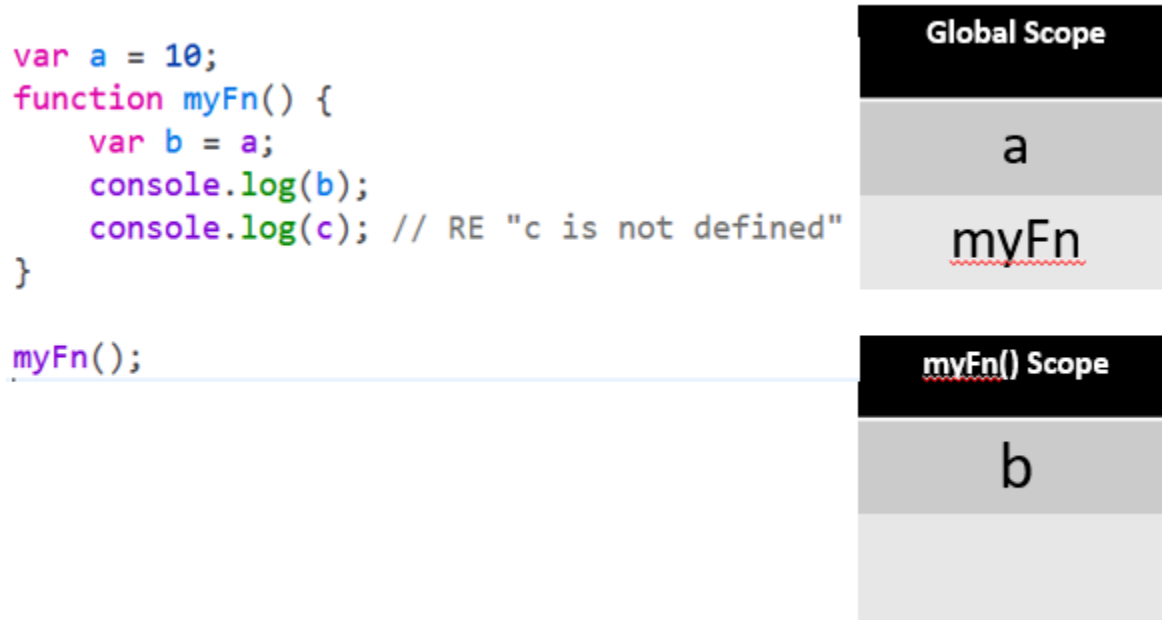 var a = 10;
function myFn() {
    var b = a;
    console.log(b);
    console.log(c); // RE "c is not defined"
}
myFn();
Global Scope
a
myFn
myFn() Scope
b